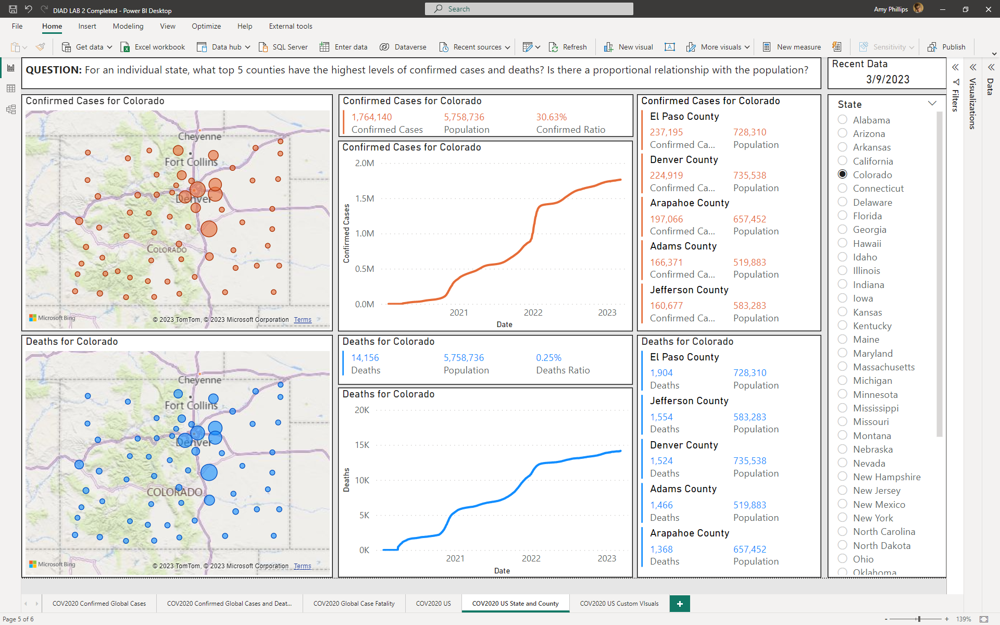 DIAD LAB 2 Completed - Power BI Desktop
Search
Amy Phillips
File Home Insert Modeling View Optimize Help External tools
Get data Excel workbook Data hub SQL Server Enter data Dataverse Recent sources Refresh New visual More visuals New measure Sensitivity Publish
QUESTION: For an individual state, what top 5 counties have the highest levels of confirmed cases and deaths? Is there a proportional relationship with the population?
Recent Data
3/9/2023
Filters
Visualizations
Data
Confirmed Cases for Colorado
Cheyenne
Fort Collins
Denver
COLORADO
Microsoft Bing
© 2023 TomTom, © 2023 Microsoft Corporation Terms
Confirmed Cases for Colorado
1,764,140 5,758,736 30.63%
Confirmed Cases Population Confirmed Ratio
Confirmed Cases for Colorado
Confirmed Cases
2.0M
1.5M
1.0M
0.5M
0.0M
2021 2022 2023
Date
Confirmed Cases for Colorado
El Paso County
237,195 728,310
Confirmed Ca... Population
Denver County
224,919 735,538
Confirmed Ca... Population
Arapahoe County
197,066 657,452
Confirmed Ca... Population
Adams County
166,371 519,883
Confirmed Ca... Population
Jefferson County
160,677 583,283
Confirmed Ca... Population
Deaths for Colorado
Cheyenne
Fort Collins
Denver
COLORADO
Microsoft Bing
© 2023 TomTom, © 2023 Microsoft Corporation Terms
Deaths for Colorado
14,156 5,758,736 0.25%
Deaths Population Deaths Ratio
Deaths for Colorado
Deaths
20K
15K
10K
5K
0K
2021 2022 2023
Date
Deaths for Colorado
El Paso County
1,904 728,310
Deaths Population
Jefferson County
1,554 583,283
Deaths Population
Denver County
1,524 735,538
Deaths Population
Adams County
1,466 519,883
Deaths Population
Arapahoe County
1,368 657,452
Deaths Population
State
Alabama
Arizona
Arkansas
California
Colorado
Connecticut
Delaware
Florida
Georgia
Hawaii
Idaho
Illinois
Indiana
Iowa
Kansas
Kentucky
Maine
Maryland
Massachusetts
Michigan
Minnesota
Mississippi
Missouri
Montana
Nebraska
Nevada
New Hampshire
New Jersey
New Mexico
New York
North Carolina
North Dakota
Ohio
Oklahoma
COV2020 Confirmed Global Cases
COV2020 Confirmed Global Cases and Deat...
COV2020 Global Case Fatality
COV2020 US
COV2020 US State and County
COV2020 US Custom VIsuals
Page 5 of 6
139%